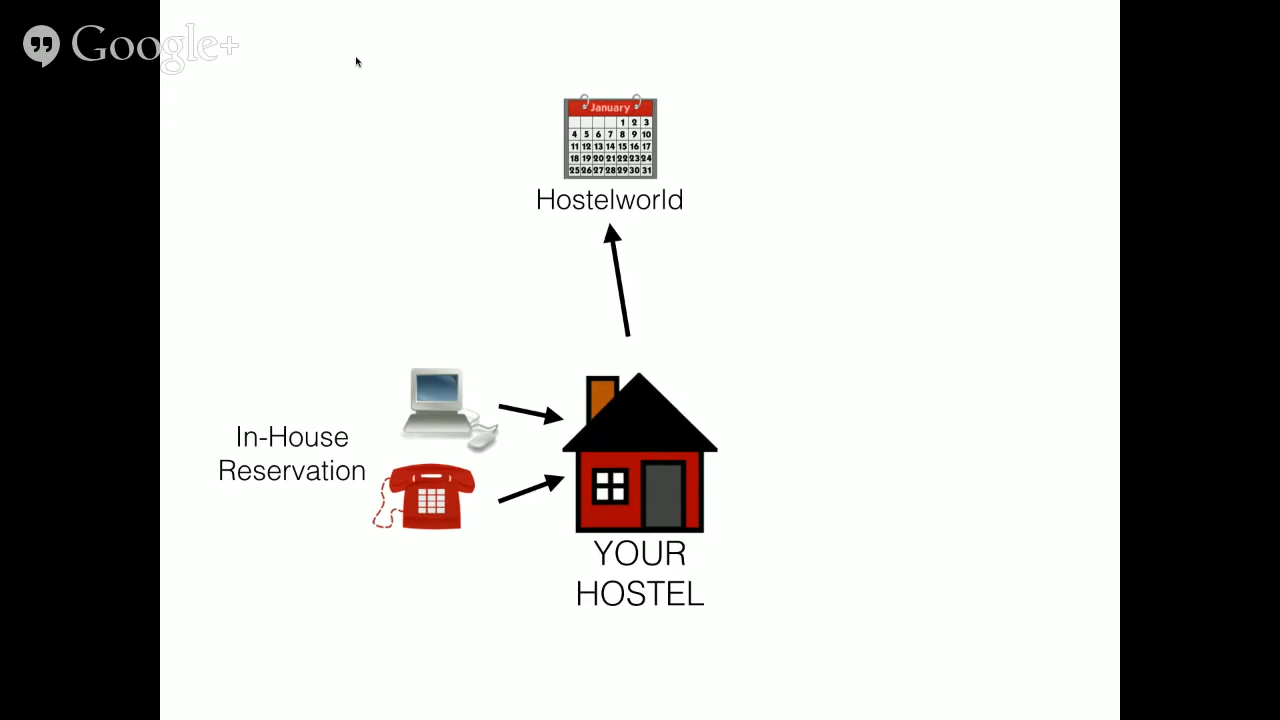 Google+
January
1 2 3
4 5 6 7 8 9 10
11 12 13 14 15 16 17
18 19 20 21 22 23 24
25 26 27 28 29 30 31
Hostelworld
In-House
Reservation
YOUR
HOSTEL